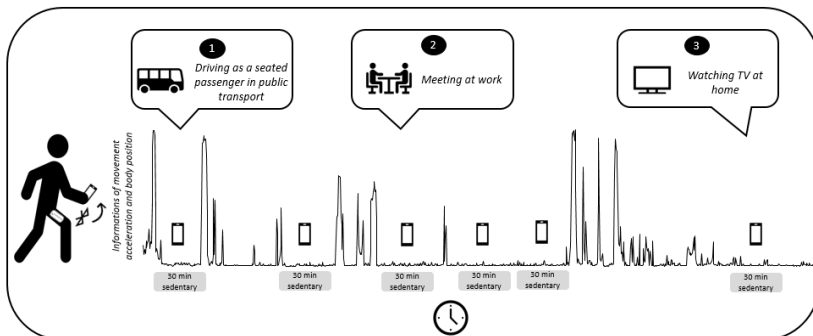 1
Driving as a seated
passenger in public
transport
2
Meeting at work
3
Watching TV at
home
Informations of movement
acceleration and body position
30 min
sedentary
30 min
sedentary
30 min
sedentary
30 min
sedentary
30 min
sedentary
30 min
sedentary